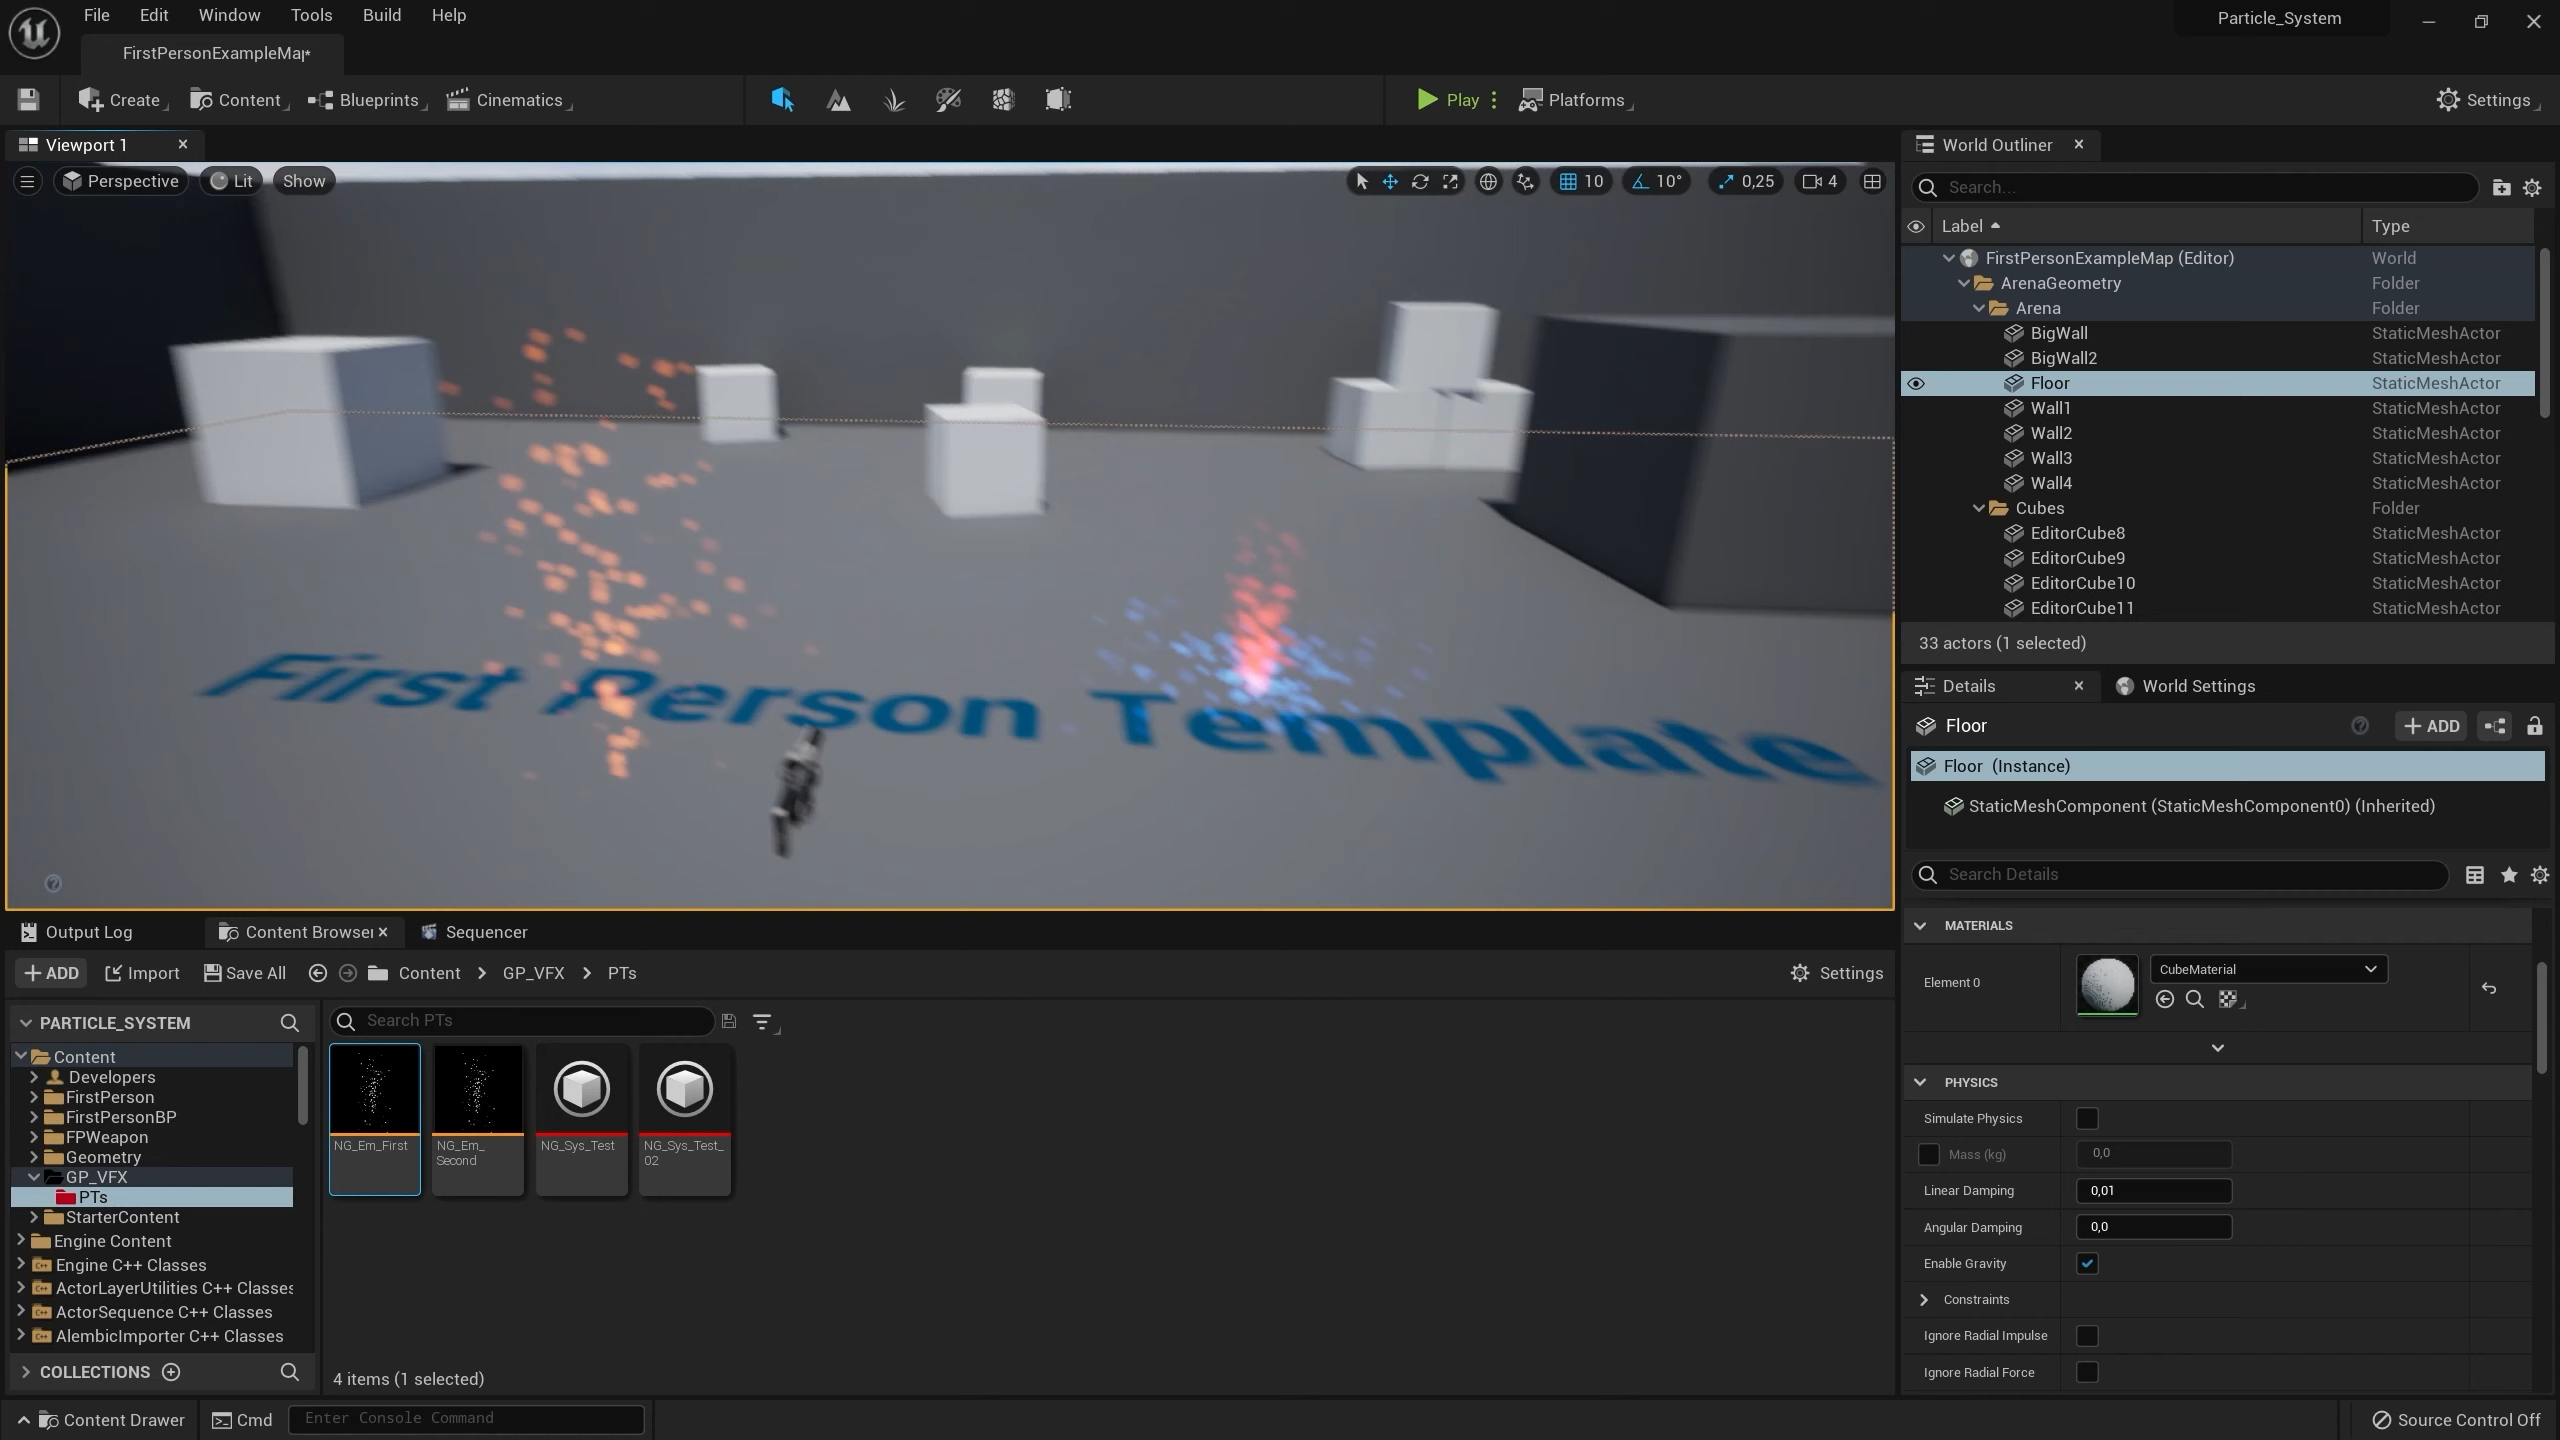 File Edit Window Tools Build Help
Particle_System
FirstPersonExampleMap*
Create Content Blueprints Cinematics
Play Platforms
Settings
Viewport 1
Perspective Lit Show
10 10° 0,25 4
First Person Template
World Outliner
Search...
Label Type
FirstPersonExampleMap (Editor) World
ArenaGeometry Folder
Arena Folder
BigWall StaticMeshActor
BigWall2 StaticMeshActor
Floor StaticMeshActor
Wall1 StaticMeshActor
Wall2 StaticMeshActor
Wall3 StaticMeshActor
Wall4 StaticMeshActor
Cubes Folder
EditorCube8 StaticMeshActor
EditorCube9 StaticMeshActor
EditorCube10 StaticMeshActor
EditorCube11 StaticMeshActor
33 actors (1 selected)
Details World Settings
Floor
ADD
Floor (Instance)
StaticMeshComponent (StaticMeshComponent0) (Inherited)
Search Details
MATERIALS
Element 0 CubeMaterial
PHYSICS
Simulate Physics
Mass (kg) 0,0
Linear Damping 0,01
Angular Damping 0,0
Enable Gravity
Constraints
Ignore Radial Impulse
Ignore Radial Force
Output Log Content Browser Sequencer
ADD Import Save All Content GP_VFX PTs
Settings
PARTICLE_SYSTEM
Content
Developers
FirstPerson
FirstPersonBP
FPWeapon
Geometry
GP_VFX
PTs
StarterContent
Engine Content
C++ Engine C++ Classes
C++ ActorLayerUtilities C++ Classes
C++ ActorSequence C++ Classes
C++ AlembicImporter C++ Classes
COLLECTIONS
Search PTs
NG_Em_First
NG_Em_
Second
NG_Sys_Test
NG_Sys_Test_
02
4 items (1 selected)
Content Drawer Cmd Enter Console Command
Source Control Off